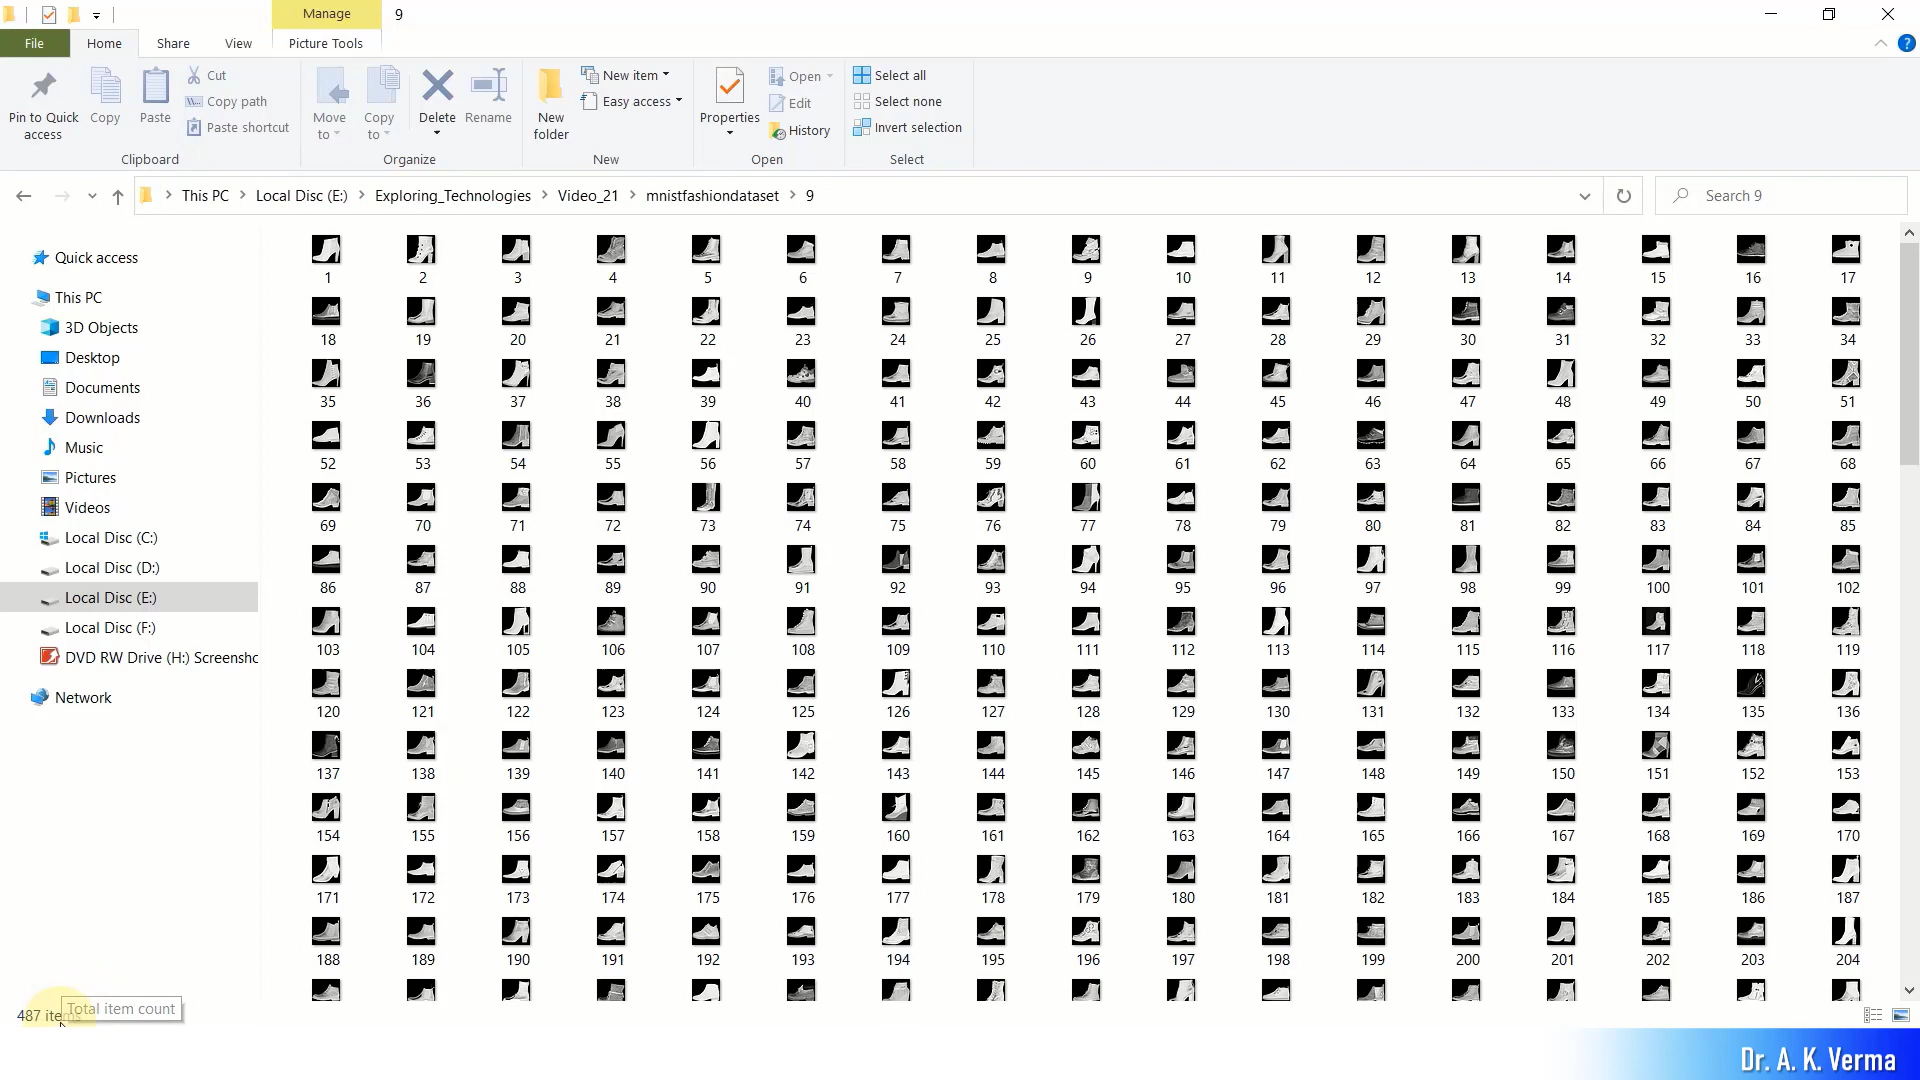 Manage
9
File
Home
Share
View
Picture Tools
Pin to Quick access
Copy
Paste
Cut
Copy path
Paste shortcut
Clipboard
Move to
Copy to
Delete
Rename
Organize
New folder
New item
Easy access
New
Properties
Open
Edit
History
Open
Select all
Select none
Invert selection
Select
This PC > Local Disc (E:) > Exploring_Technologies > Video_21 > mnistfashiondataset > 9
Search 9
Quick access
This PC
3D Objects
Desktop
Documents
Downloads
Music
Pictures
Videos
Local Disc (C:)
Local Disc (D:)
Local Disc (E:)
Local Disc (F:)
DVD RW Drive (H:) Screensho
Network
1 2 3 4 5 6 7 8 9 10 11 12 13 14 15 16 17
18 19 20 21 22 23 24 25 26 27 28 29 30 31 32 33 34
35 36 37 38 39 40 41 42 43 44 45 46 47 48 49 50 51
52 53 54 55 56 57 58 59 60 61 62 63 64 65 66 67 68
69 70 71 72 73 74 75 76 77 78 79 80 81 82 83 84 85
86 87 88 89 90 91 92 93 94 95 96 97 98 99 100 101 102
103 104 105 106 107 108 109 110 111 112 113 114 115 116 117 118 119
120 121 122 123 124 125 126 127 128 129 130 131 132 133 134 135 136
137 138 139 140 141 142 143 144 145 146 147 148 149 150 151 152 153
154 155 156 157 158 159 160 161 162 163 164 165 166 167 168 169 170
171 172 173 174 175 176 177 178 179 180 181 182 183 184 185 186 187
188 189 190 191 192 193 194 195 196 197 198 199 200 201 202 203 204
Total item count
487 items
Dr. A. K. Verma